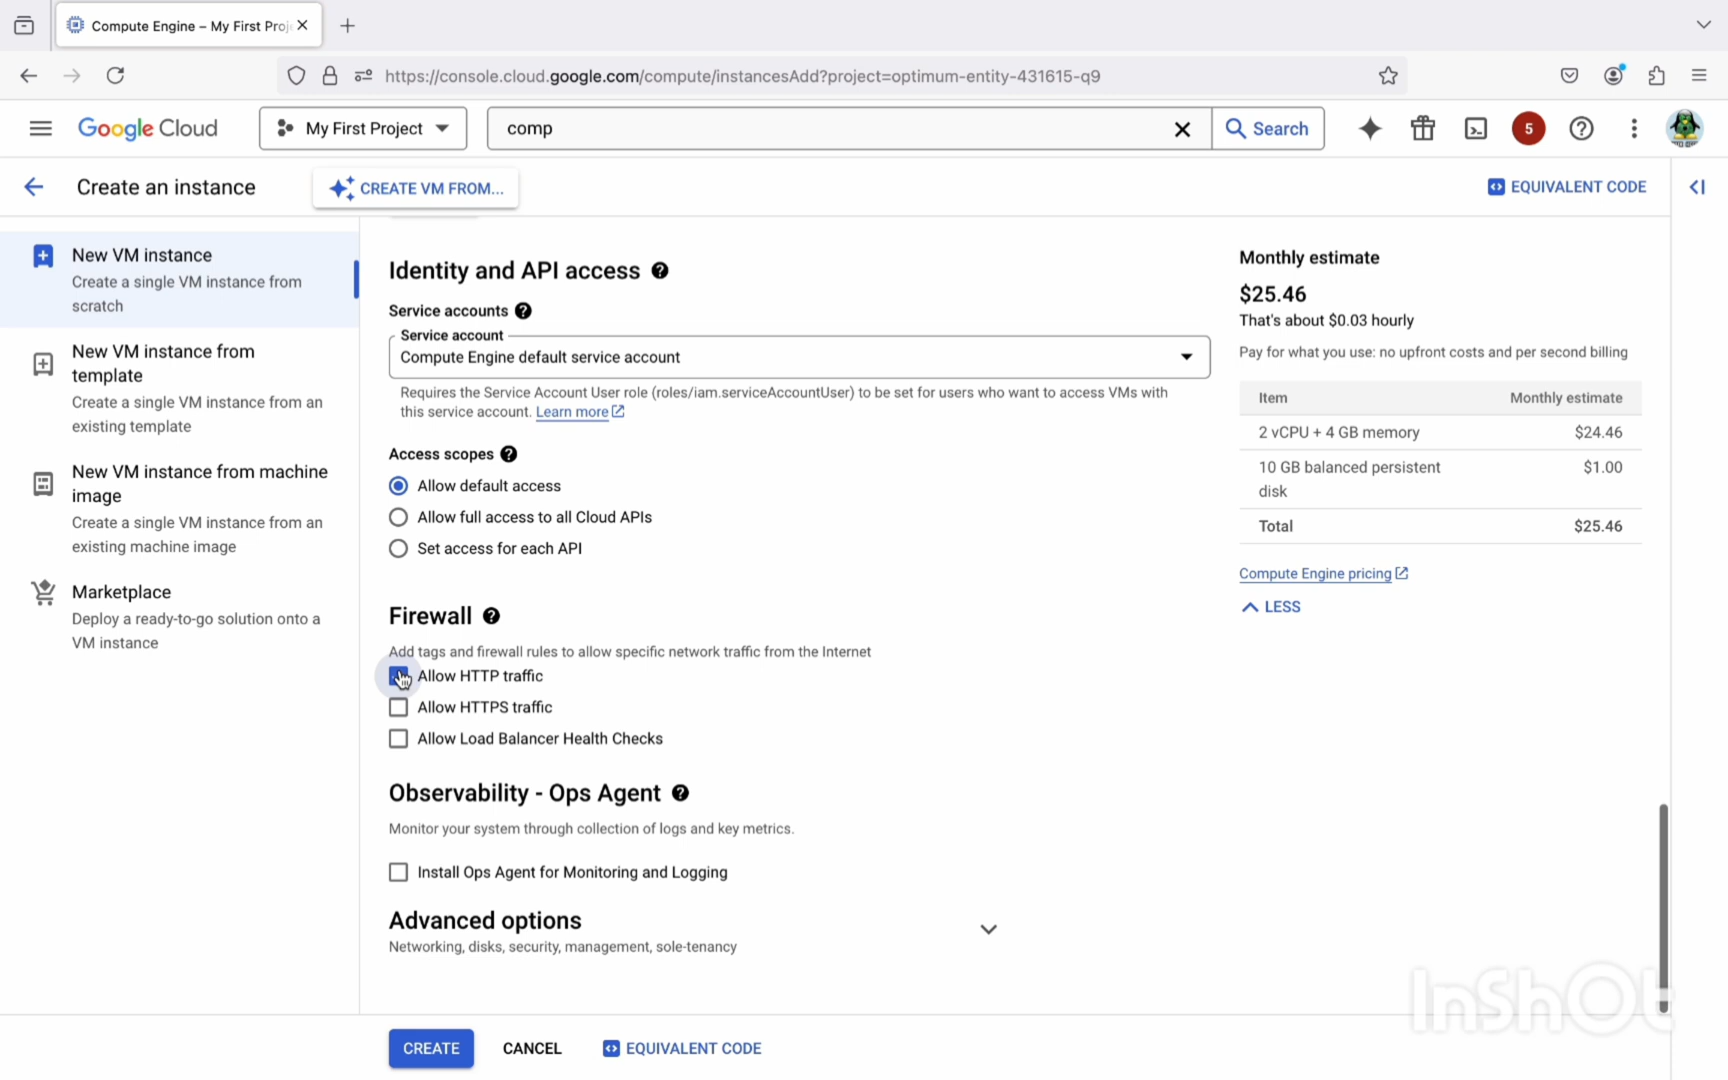 Compute Engine – My First Proj
https://console.cloud.google.com/compute/instancesAdd?project=optimum-entity-431615-q9
Google Cloud
My First Project
comp
Search
5
Create an instance
CREATE VM FROM...
EQUIVALENT CODE
New VM instance
Create a single VM instance from
scratch
New VM instance from
template
Create a single VM instance from an
existing template
New VM instance from machine
image
Create a single VM instance from an
existing machine image
Marketplace
Deploy a ready-to-go solution onto a
VM instance
Identity and API access
Service accounts
Service account
Compute Engine default service account
Requires the Service Account User role (roles/iam.serviceAccountUser) to be set for users who want to access VMs with
this service account. Learn more
Access scopes
Allow default access
Allow full access to all Cloud APIs
Set access for each API
Firewall
Add tags and firewall rules to allow specific network traffic from the Internet
Allow HTTP traffic
Allow HTTPS traffic
Allow Load Balancer Health Checks
Observability - Ops Agent
Monitor your system through collection of logs and key metrics.
Install Ops Agent for Monitoring and Logging
Advanced options
Networking, disks, security, management, sole-tenancy
CREATE
CANCEL
EQUIVALENT CODE
Monthly estimate
$25.46
That's about $0.03 hourly
Pay for what you use: no upfront costs and per second billing
Item Monthly estimate
2 vCPU + 4 GB memory $24.46
10 GB balanced persistent $1.00
disk
Total $25.46
Compute Engine pricing
LESS
InShOt